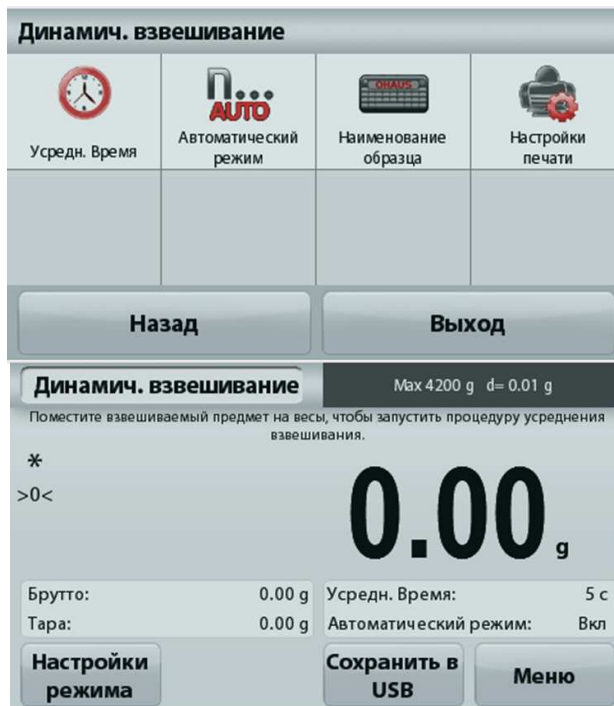 Динамич. взвешивание
n... AUTO
OHAUS
Усредн. Время
Автоматический
режим
Наименование
образца
Настройки
печати
Назад
Выход
Динамич. взвешивание
Max 4200 g d= 0.01 g
Поместите взвешиваемый предмет на весы, чтобы запустить процедуру усреднения
взвешивания.
*
>0<
0.00 g
Брутто: 0.00 g
Усредн. Время: 5 с
Тара: 0.00 g
Автоматический режим: Вкл
Настройки
режима
Сохранить в
USB
Меню